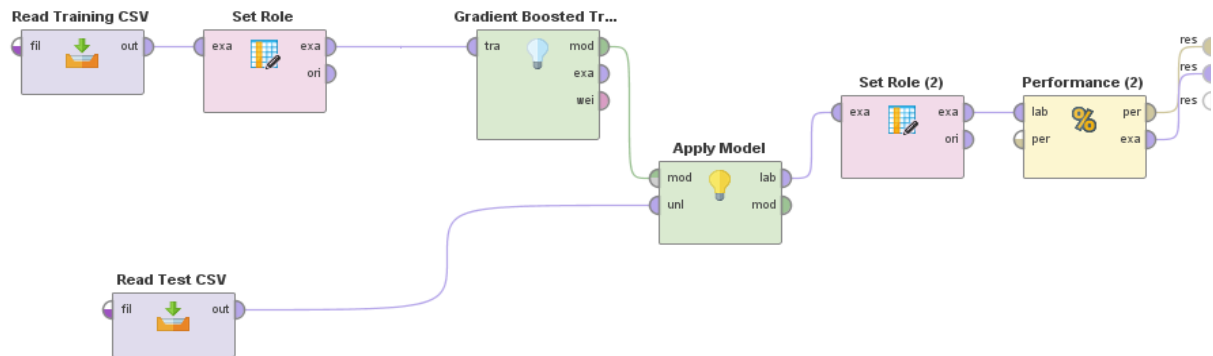 Read Training CSV
fil
out
Set Role
exa
exa
ori
Gradient Boosted Tr...
tra
mod
exa
wei
Apply Model
mod
lab
unl
mod
Set Role (2)
exa
exa
ori
Performance (2)
%
lab
per
per
exa
res
res
res
Read Test CSV
fil
out